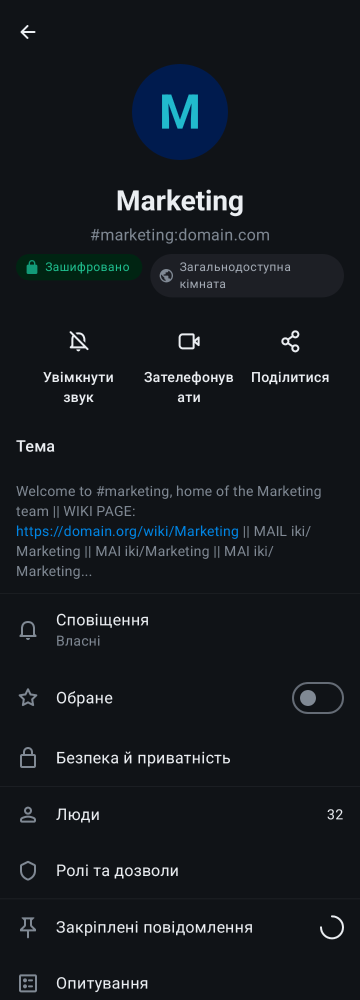 M
Marketing
#marketing:domain.com
Зашифровано
Загальнодоступна
кімната
Увімкнути
звук
Зателефонув
ати
Поділитися
Тема
Welcome to #marketing, home of the Marketing
team || WIKI PAGE:
https://domain.org/wiki/Marketing || MAIL iki/
Marketing || MAI iki/Marketing || MAI iki/
Marketing...
Сповіщення
Власні
Обране
Безпека й приватність
Люди
32
Ролі та дозволи
Закріплені повідомлення
Опитування